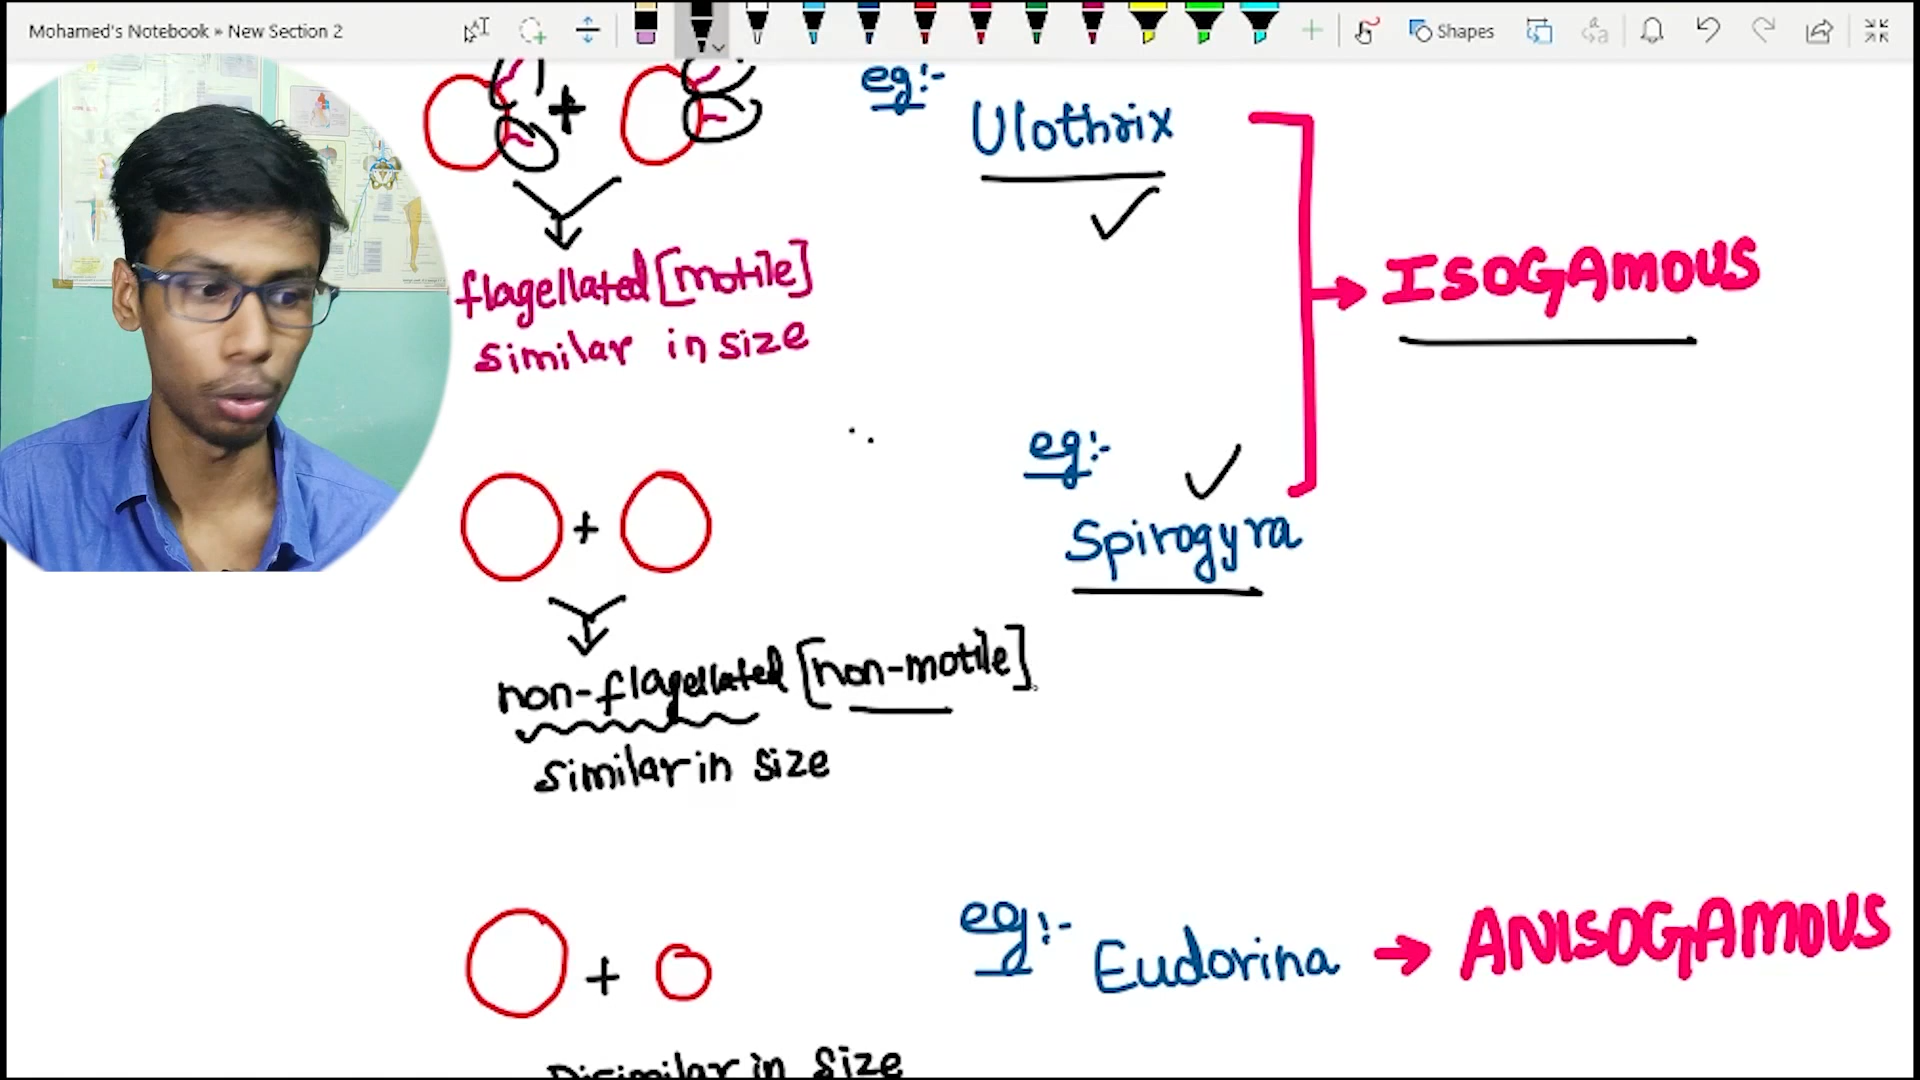 Mohamed's Notebook » New Section 2
Shapes
+
eg:-
Ulothrix
flagellated [motile]
similar in size
ISOGAMOUS
eg:-
Spirogyra
+
non-flagellated [non-motile]
similar in size
+
eg:-
Eudorina → ANISOGAMOUS
Disimilar in Size